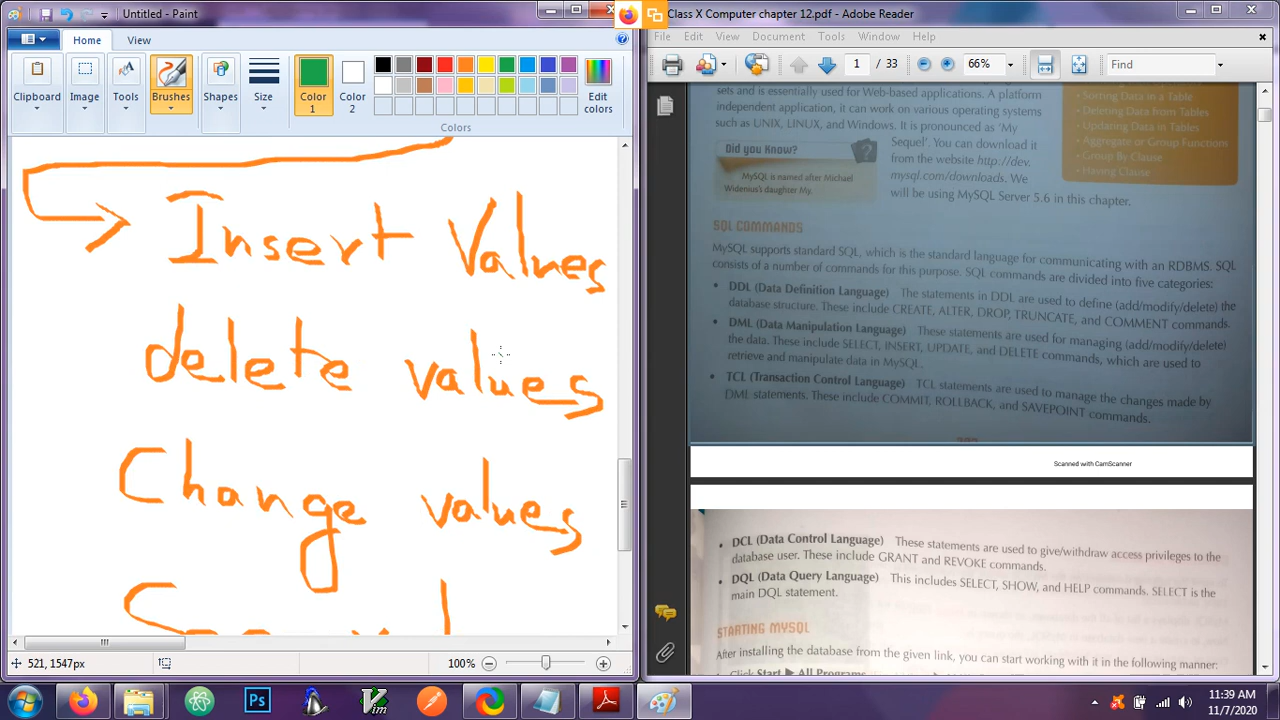 Untitled - Paint
Home
View
Clipboard
Image
Tools
Brushes
Shapes
Size
Color 1
Color 2
Edit colors
Colors
Insert Values
delete values
Change values
521, 1547px
100%
Class X Computer chapter 12.pdf - Adobe Reader
File Edit View Document Tools Window Help
1 / 33
66%
Find
sets and is essentially used for Web-based applications. A platform
independent application, it can work on various operating systems
such as UNIX, LINUX, and Windows. It is pronounced as 'My
Sequel'. You can download it
from the website http://dev.
mysql.com/downloads. We
will be using MySQL Server 5.6 in this chapter.
Did you Know?
MySQL is named after Michael
Widenius's daughter My.
Sorting Data in a Table
Deleting Data from Tables
Updating Data in Tables
Aggregate or Group Functions
Group By Clause
Having Clause
SQL COMMANDS
MySQL supports standard SQL, which is the standard language for communicating with an RDBMS. SQL
consists of a number of commands for this purpose. SQL commands are divided into five categories:
• DDL (Data Definition Language) The statements in DDL are used to define (add/modify/delete) the
database structure. These include CREATE, ALTER, DROP, TRUNCATE, and COMMENT commands.
• DML (Data Manipulation Language) These statements are used for managing (add/modify/delete)
the data. These include SELECT, INSERT, UPDATE, and DELETE commands, which are used to
retrieve and manipulate data in MySQL.
• TCL (Transaction Control Language) TCL statements are used to manage the changes made by
DML statements. These include COMMIT, ROLLBACK, and SAVEPOINT commands.
Scanned with CamScanner
• DCL (Data Control Language) These statements are used to give/withdraw access privileges to the
database user. These include GRANT and REVOKE commands.
• DQL (Data Query Language) This includes SELECT, SHOW, and HELP commands. SELECT is the
main DQL statement.
STARTING MYSQL
After installing the database from the given link, you can start working with it in the following manner:
• Click Start ▶ All Programs
Ps
11:39 AM
11/7/2020